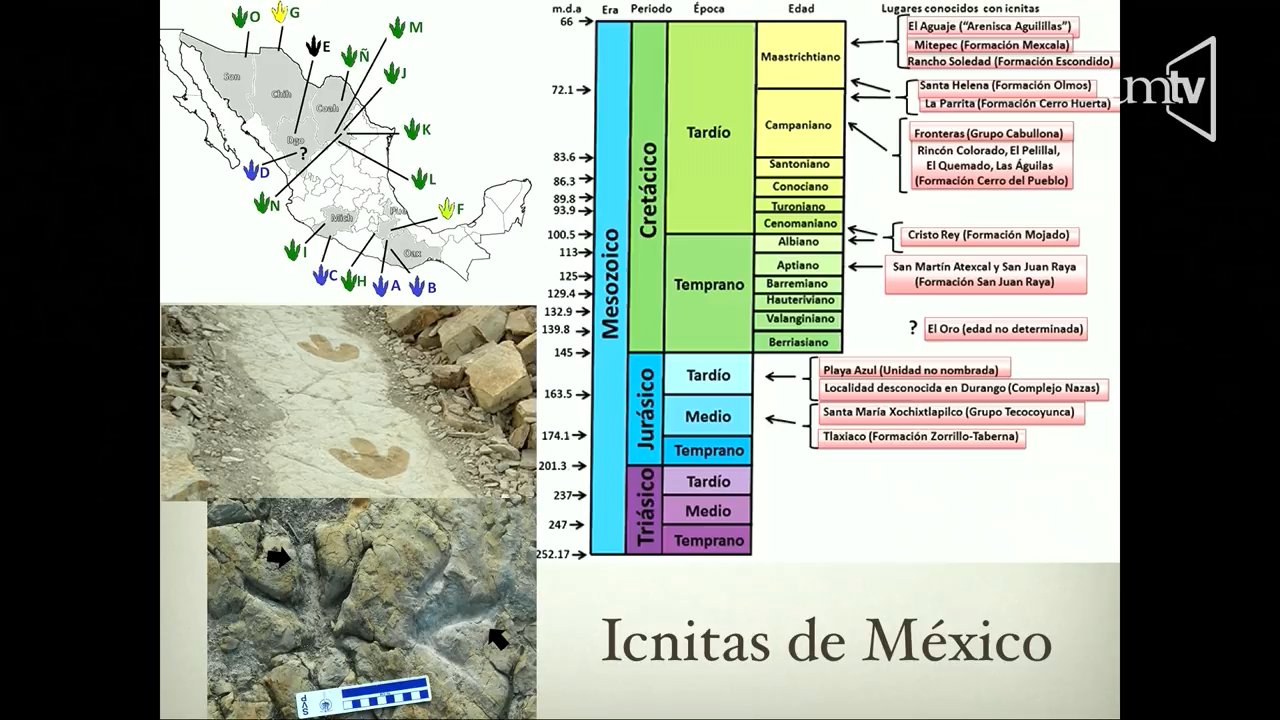 O
G
M
E
Ñ
J
K
D
L
N
F
I
C
H
A
B
Son
Chih
Coah
Dgo
?
Mich
Pue
Oax
m.d.a
Era
Periodo
Época
Edad
Lugares conocidos con icnitas
66
72.1
83.6
86.3
89.8
93.9
100.5
113
125
129.4
132.9
139.8
145
163.5
174.1
201.3
237
247
252.17
Mesozoico
Cretácico
Jurásico
Triásico
Tardío
Temprano
Tardío
Medio
Temprano
Tardío
Medio
Temprano
Maastrichtiano
Campaniano
Santoniano
Conociano
Turoniano
Cenomaniano
Albiano
Aptiano
Barremiano
Hauteriviano
Valanginiano
Berriasiano
El Aguaje (“Arenisca Aguilillas”)
Mitepec (Formación Mexcala)
Rancho Soledad (Formación Escondido)
Santa Helena (Formación Olmos)
La Parrita (Formación Cerro Huerta)
Fronteras (Grupo Cabullona)
Rincón Colorado, El Pelillal,
El Quemado, Las Águilas
(Formación Cerro del Pueblo)
Cristo Rey (Formación Mojado)
San Martín Atexcal y San Juan Raya
(Formación San Juan Raya)
? El Oro (edad no determinada)
Playa Azul (Unidad no nombrada)
Localidad desconocida en Durango (Complejo Nazas)
Santa María Xochixtlapilco (Grupo Tecocoyunca)
Tlaxiaco (Formación Zorrillo-Taberna)
umtv
Icnitas de México